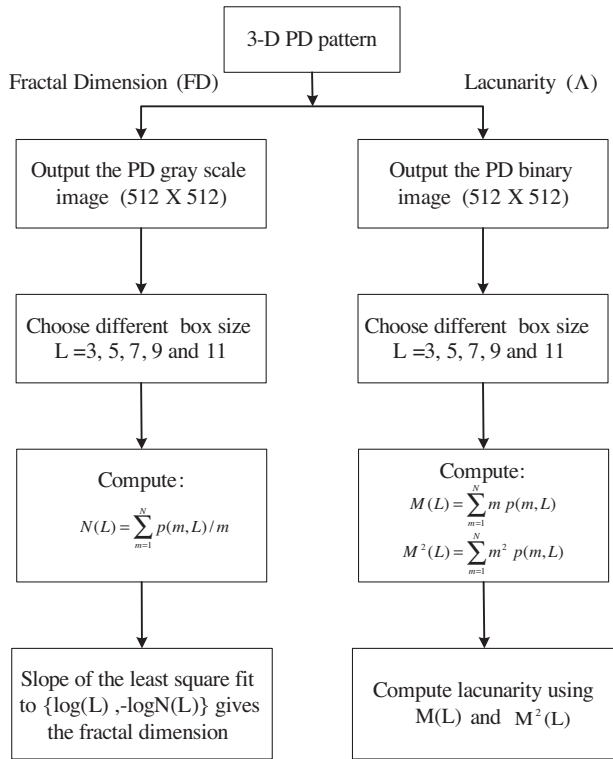 3-D PD pattern
Fractal Dimension (FD)
Lacunarity (Λ)
Output the PD gray scale
image (512 X 512)
Output the PD binary
image (512 X 512)
Choose different box size
L =3, 5, 7, 9 and 11
Choose different box size
L =3, 5, 7, 9 and 11
Compute:
N(L) = ∑_{m=1}^{N} p(m,L)/m
Compute:
M(L) = ∑_{m=1}^{N} m p(m,L)
M²(L) = ∑_{m=1}^{N} m² p(m,L)
Slope of the least square fit
to {log(L) ,-logN(L)} gives
the fractal dimension
Compute lacunarity using
M(L) and M²(L)